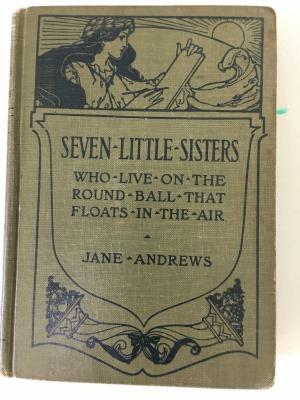 SEVEN-LITTLE-SISTERS
WHO-LIVE-ON-THE
ROUND-BALL-THAT
FLOATS-IN-THE-AIR
JANE-ANDREWS